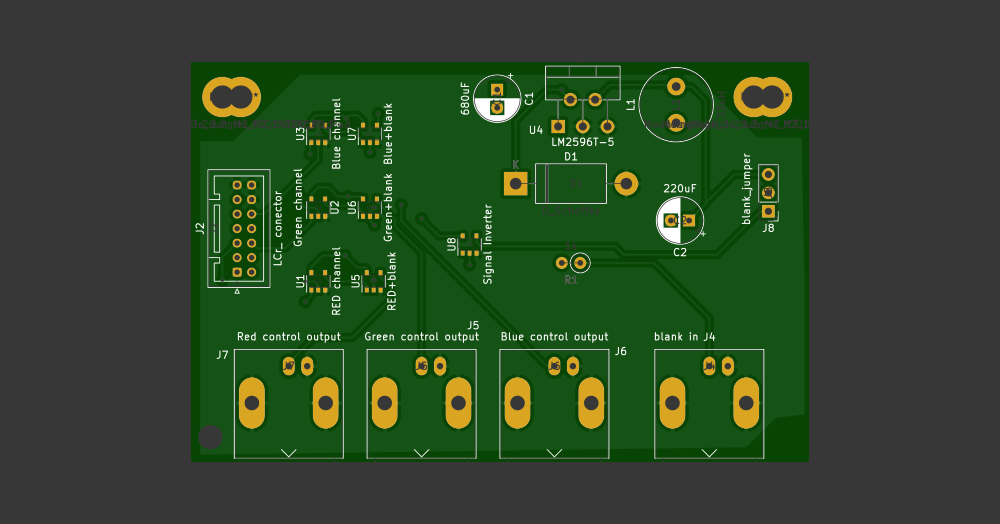 680uF
C1
L1
U4
LM2596T-5
D1
K
U3
Blue channel
U7
Blue+blank
220uF
C2
blank_jumper
J8
J2
LCr_ conector
Green channel
U2
U6
Green+blank
U8
Signal Inverter
U1
RED channel
U5
RED+blank
R1
J5
Red control output
Green control output
Blue control output
blank in J4
J7
J6